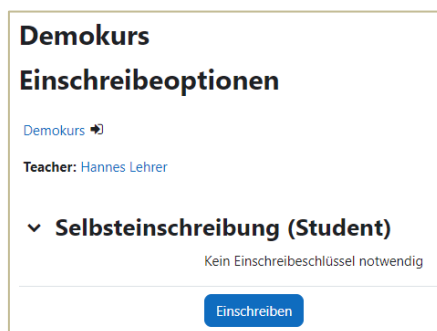 Demokurs
Einschreibeoptionen
Demokurs
Teacher: Hannes Lehrer
Selbsteinschreibung (Student)
Kein Einschreibeschlüssel notwendig
Einschreiben